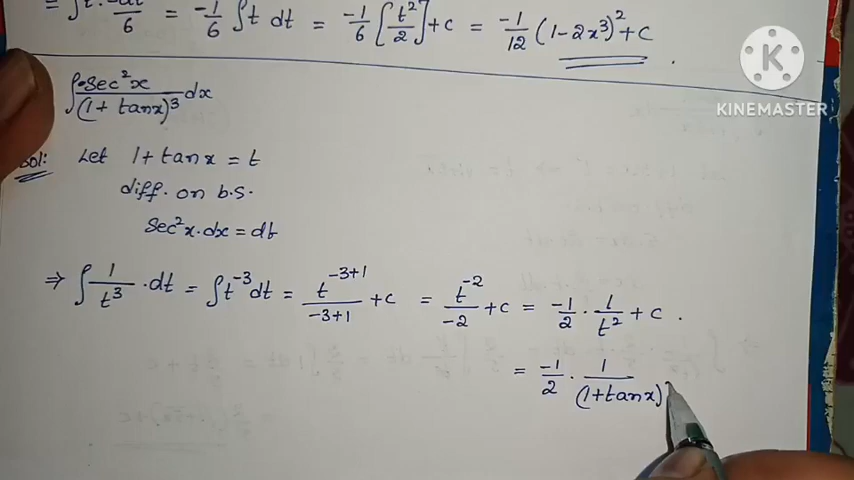 = ∫t · -dt/6 = -1/6 ∫t dt = -1/6 [t²/2] + c = -1/12 (1-2x³)² + c .
KINEMASTER
∫ sec²x/(1 + tanx)³ dx
Sol: Let 1+tanx = t
diff. on b.s.
sec²x.dx = dt
⇒ ∫ 1/t³ .dt = ∫t⁻³dt = t⁻³⁺¹/-3+1 + c = t⁻²/-2 + c = -1/2 . 1/t² + c .
= -1/2 . 1/(1+tanx)